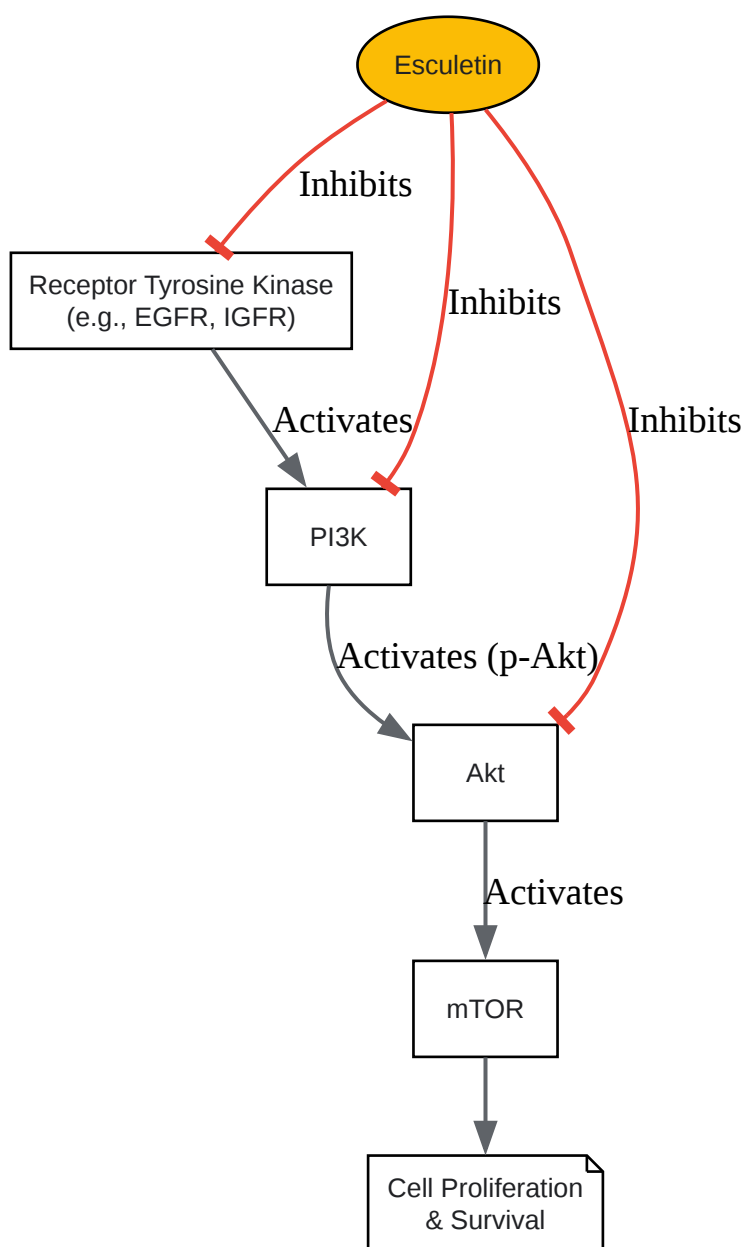 Esculetin
Inhibits
Receptor Tyrosine Kinase
(e.g., EGFR, IGFR)
Inhibits
Activates
Inhibits
PI3K
Activates (p-Akt)
Akt
Activates
mTOR
Cell Proliferation
& Survival